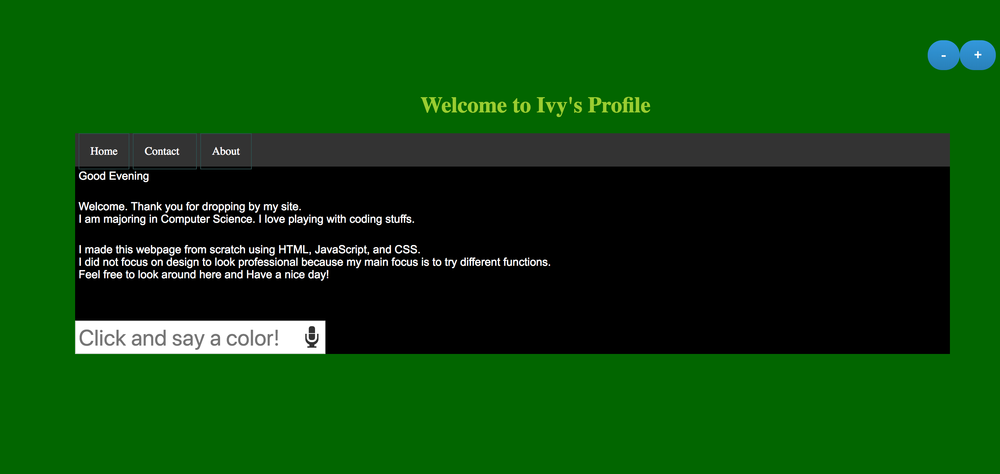 - +
Welcome to Ivy's Profile
Home Contact About
Good Evening
Welcome. Thank you for dropping by my site.
I am majoring in Computer Science. I love playing with coding stuffs.
I made this webpage from scratch using HTML, JavaScript, and CSS.
I did not focus on design to look professional because my main focus is to try different functions.
Feel free to look around here and Have a nice day!
Click and say a color!